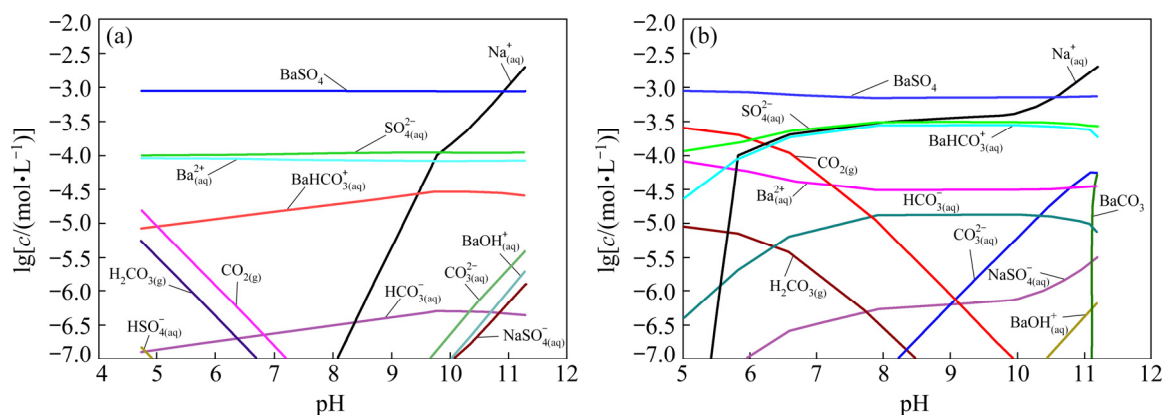 (a)
lg[c/(mol•L⁻¹)]
−2.0
−2.5
−3.0
−3.5
−4.0
−4.5
−5.0
−5.5
−6.0
−6.5
−7.0
Na⁺(aq)
BaSO₄
SO₄²⁻(aq)
Ba²⁺(aq)
BaHCO₃⁺(aq)
BaOH⁺(aq)
CO₃²⁻(aq)
H₂CO₃(g)
CO₂(g)
HCO₃⁻(aq)
HSO₄⁻(aq)
NaSO₄⁻(aq)
4 5 6 7 8 9 10 11 12
pH
(b)
lg[c/(mol•L⁻¹)]
−2.0
−2.5
−3.0
−3.5
−4.0
−4.5
−5.0
−5.5
−6.0
−6.5
−7.0
Na⁺(aq)
BaSO₄
SO₄²⁻(aq)
BaHCO₃⁺(aq)
CO₂(g)
Ba²⁺(aq)
HCO₃⁻(aq)
BaCO₃
CO₃²⁻(aq)
H₂CO₃(g)
NaSO₄⁻(aq)
BaOH⁺(aq)
5 6 7 8 9 10 11 12
pH